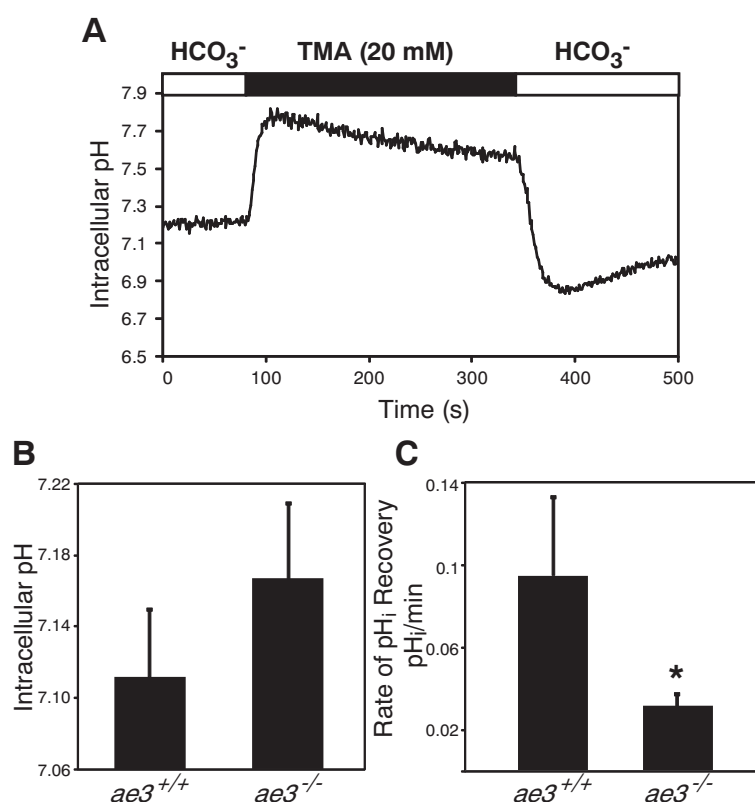 A
HCO3- TMA (20 mM) HCO3-
7.9
7.7
7.5
7.3
7.1
6.9
6.7
6.5
Intracellular pH
0 100 200 300 400 500
Time (s)
B
7.22
7.18
7.14
7.10
7.06
Intracellular pH
ae3+/+ ae3-/-
C
0.14
0.1
0.06
0.02
Rate of pHi Recovery
pHi/min
*
ae3+/+ ae3-/-